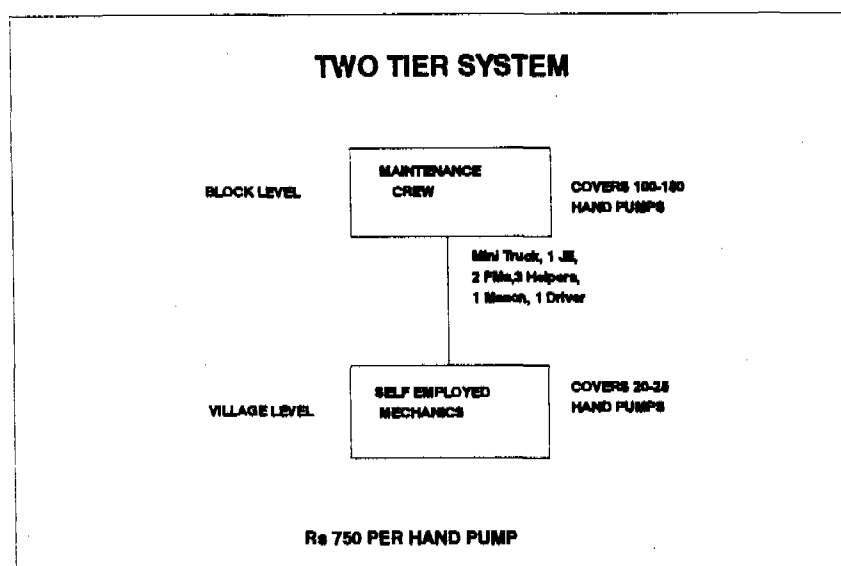 TWO TIER SYSTEM
BLOCK LEVEL
MAINTENANCE
CREW
COVERS 100-150
HAND PUMPS
Mini Truck, 1 JE,
2 PMs,3 Helpers,
1 Mason, 1 Driver
VILLAGE LEVEL
SELF EMPLOYED
MECHANICS
COVERS 20-25
HAND PUMPS
Rs 750 PER HAND PUMP